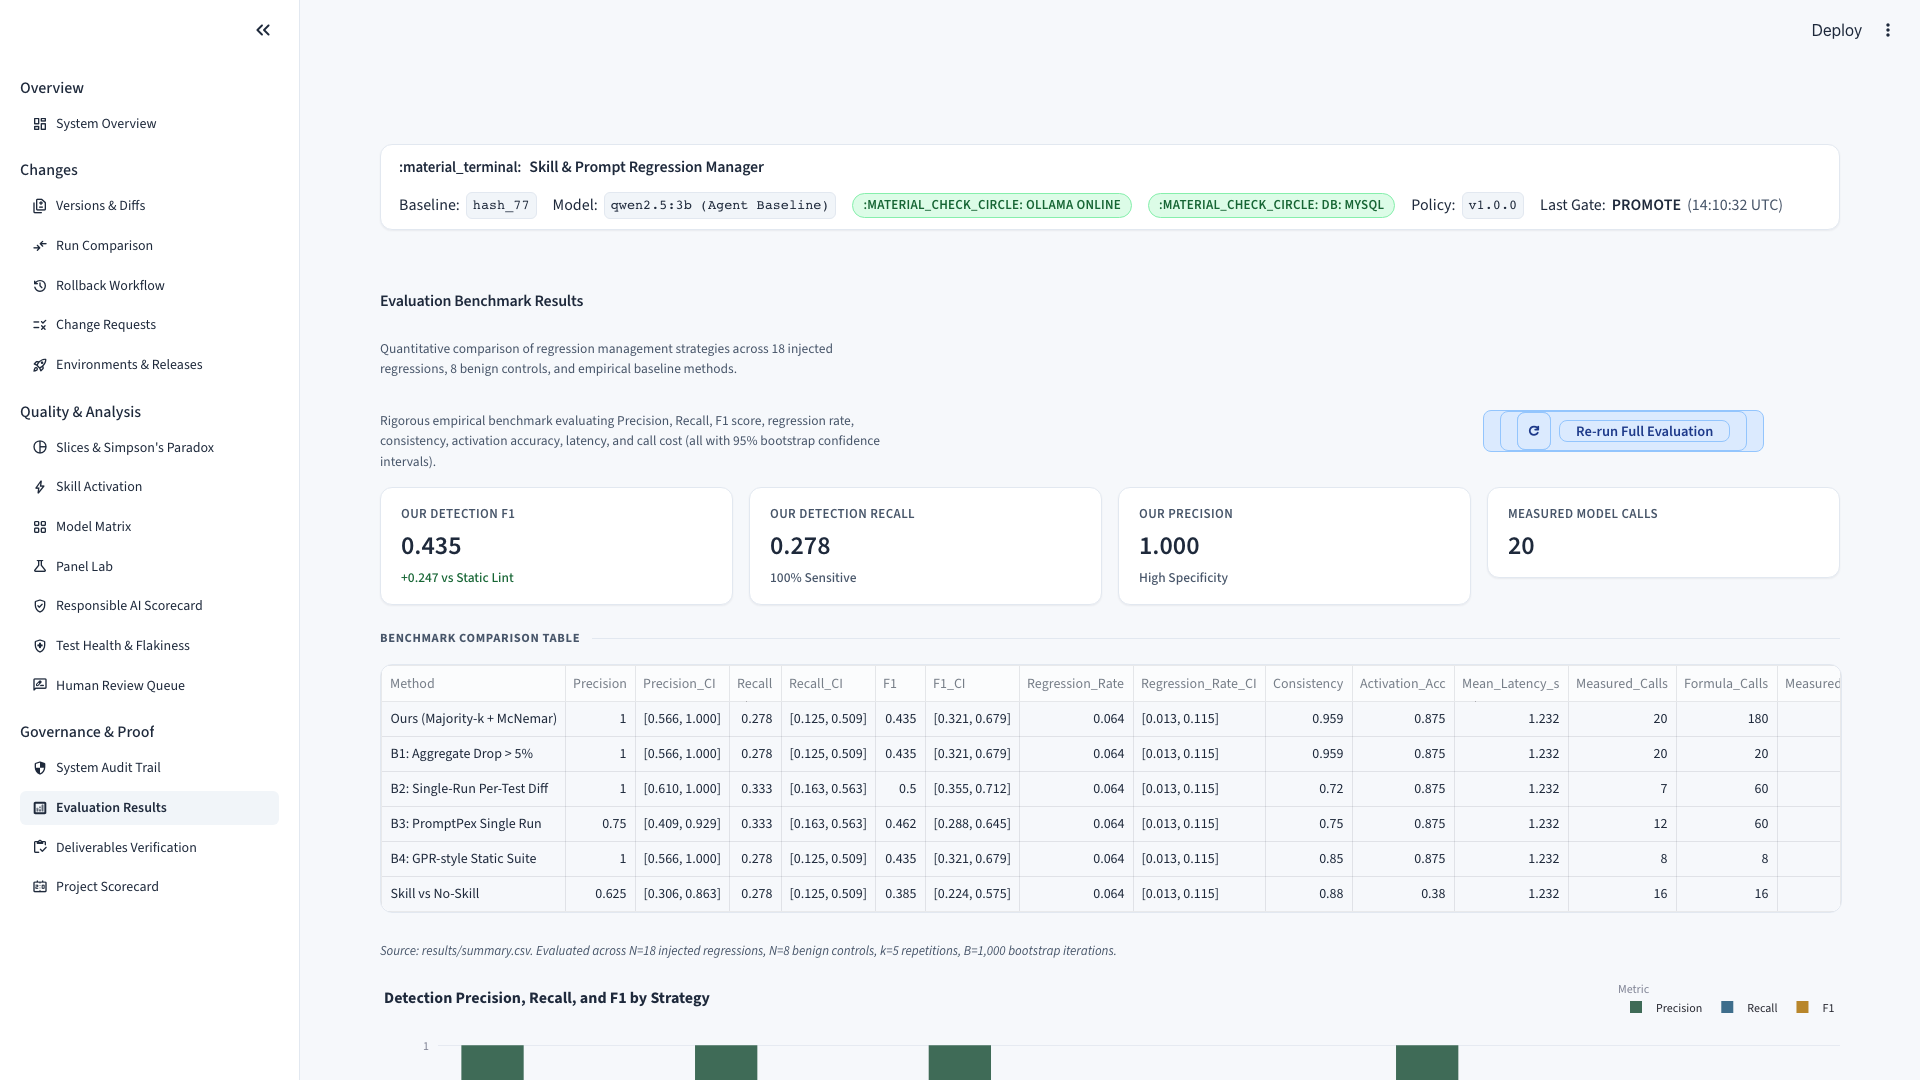 Deploy
Overview
System Overview
Changes
Versions & Diffs
Run Comparison
Rollback Workflow
Change Requests
Environments & Releases
Quality & Analysis
Slices & Simpson's Paradox
Skill Activation
Model Matrix
Panel Lab
Responsible AI Scorecard
Test Health & Flakiness
Human Review Queue
Governance & Proof
System Audit Trail
Evaluation Results
Deliverables Verification
Project Scorecard
:material_terminal: Skill & Prompt Regression Manager
Baseline: hash_77 Model: qwen2.5:3b (Agent Baseline) :MATERIAL_CHECK_CIRCLE: OLLAMA ONLINE :MATERIAL_CHECK_CIRCLE: DB: MYSQL Policy: v1.0.0 Last Gate: PROMOTE (14:10:32 UTC)
Evaluation Benchmark Results
Quantitative comparison of regression management strategies across 18 injected
regressions, 8 benign controls, and empirical baseline methods.
Rigorous empirical benchmark evaluating Precision, Recall, F1 score, regression rate,
consistency, activation accuracy, latency, and call cost (all with 95% bootstrap confidence
intervals).
Re-run Full Evaluation
OUR DETECTION F1
0.435
+0.247 vs Static Lint
OUR DETECTION RECALL
0.278
100% Sensitive
OUR PRECISION
1.000
High Specificity
MEASURED MODEL CALLS
20
BENCHMARK COMPARISON TABLE
Method Precision Precision_CI Recall Recall_CI F1 F1_CI Regression_Rate Regression_Rate_CI Consistency Activation_Acc Mean_Latency_s Measured_Calls Formula_Calls Measured
Ours (Majority-k + McNemar) 1 [0.566, 1.000] 0.278 [0.125, 0.509] 0.435 [0.321, 0.679] 0.064 [0.013, 0.115] 0.959 0.875 1.232 20 180
B1: Aggregate Drop > 5% 1 [0.566, 1.000] 0.278 [0.125, 0.509] 0.435 [0.321, 0.679] 0.064 [0.013, 0.115] 0.959 0.875 1.232 20 20
B2: Single-Run Per-Test Diff 1 [0.610, 1.000] 0.333 [0.163, 0.563] 0.5 [0.355, 0.712] 0.064 [0.013, 0.115] 0.72 0.875 1.232 7 60
B3: PromptPex Single Run 0.75 [0.409, 0.929] 0.333 [0.163, 0.563] 0.462 [0.288, 0.645] 0.064 [0.013, 0.115] 0.75 0.875 1.232 12 60
B4: GPR-style Static Suite 1 [0.566, 1.000] 0.278 [0.125, 0.509] 0.435 [0.321, 0.679] 0.064 [0.013, 0.115] 0.85 0.875 1.232 8 8
Skill vs No-Skill 0.625 [0.306, 0.863] 0.278 [0.125, 0.509] 0.385 [0.224, 0.575] 0.064 [0.013, 0.115] 0.88 0.38 1.232 16 16
Source: results/summary.csv. Evaluated across N=18 injected regressions, N=8 benign controls, k=5 repetitions, B=1,000 bootstrap iterations.
Detection Precision, Recall, and F1 by Strategy
Metric
Precision Recall F1
1